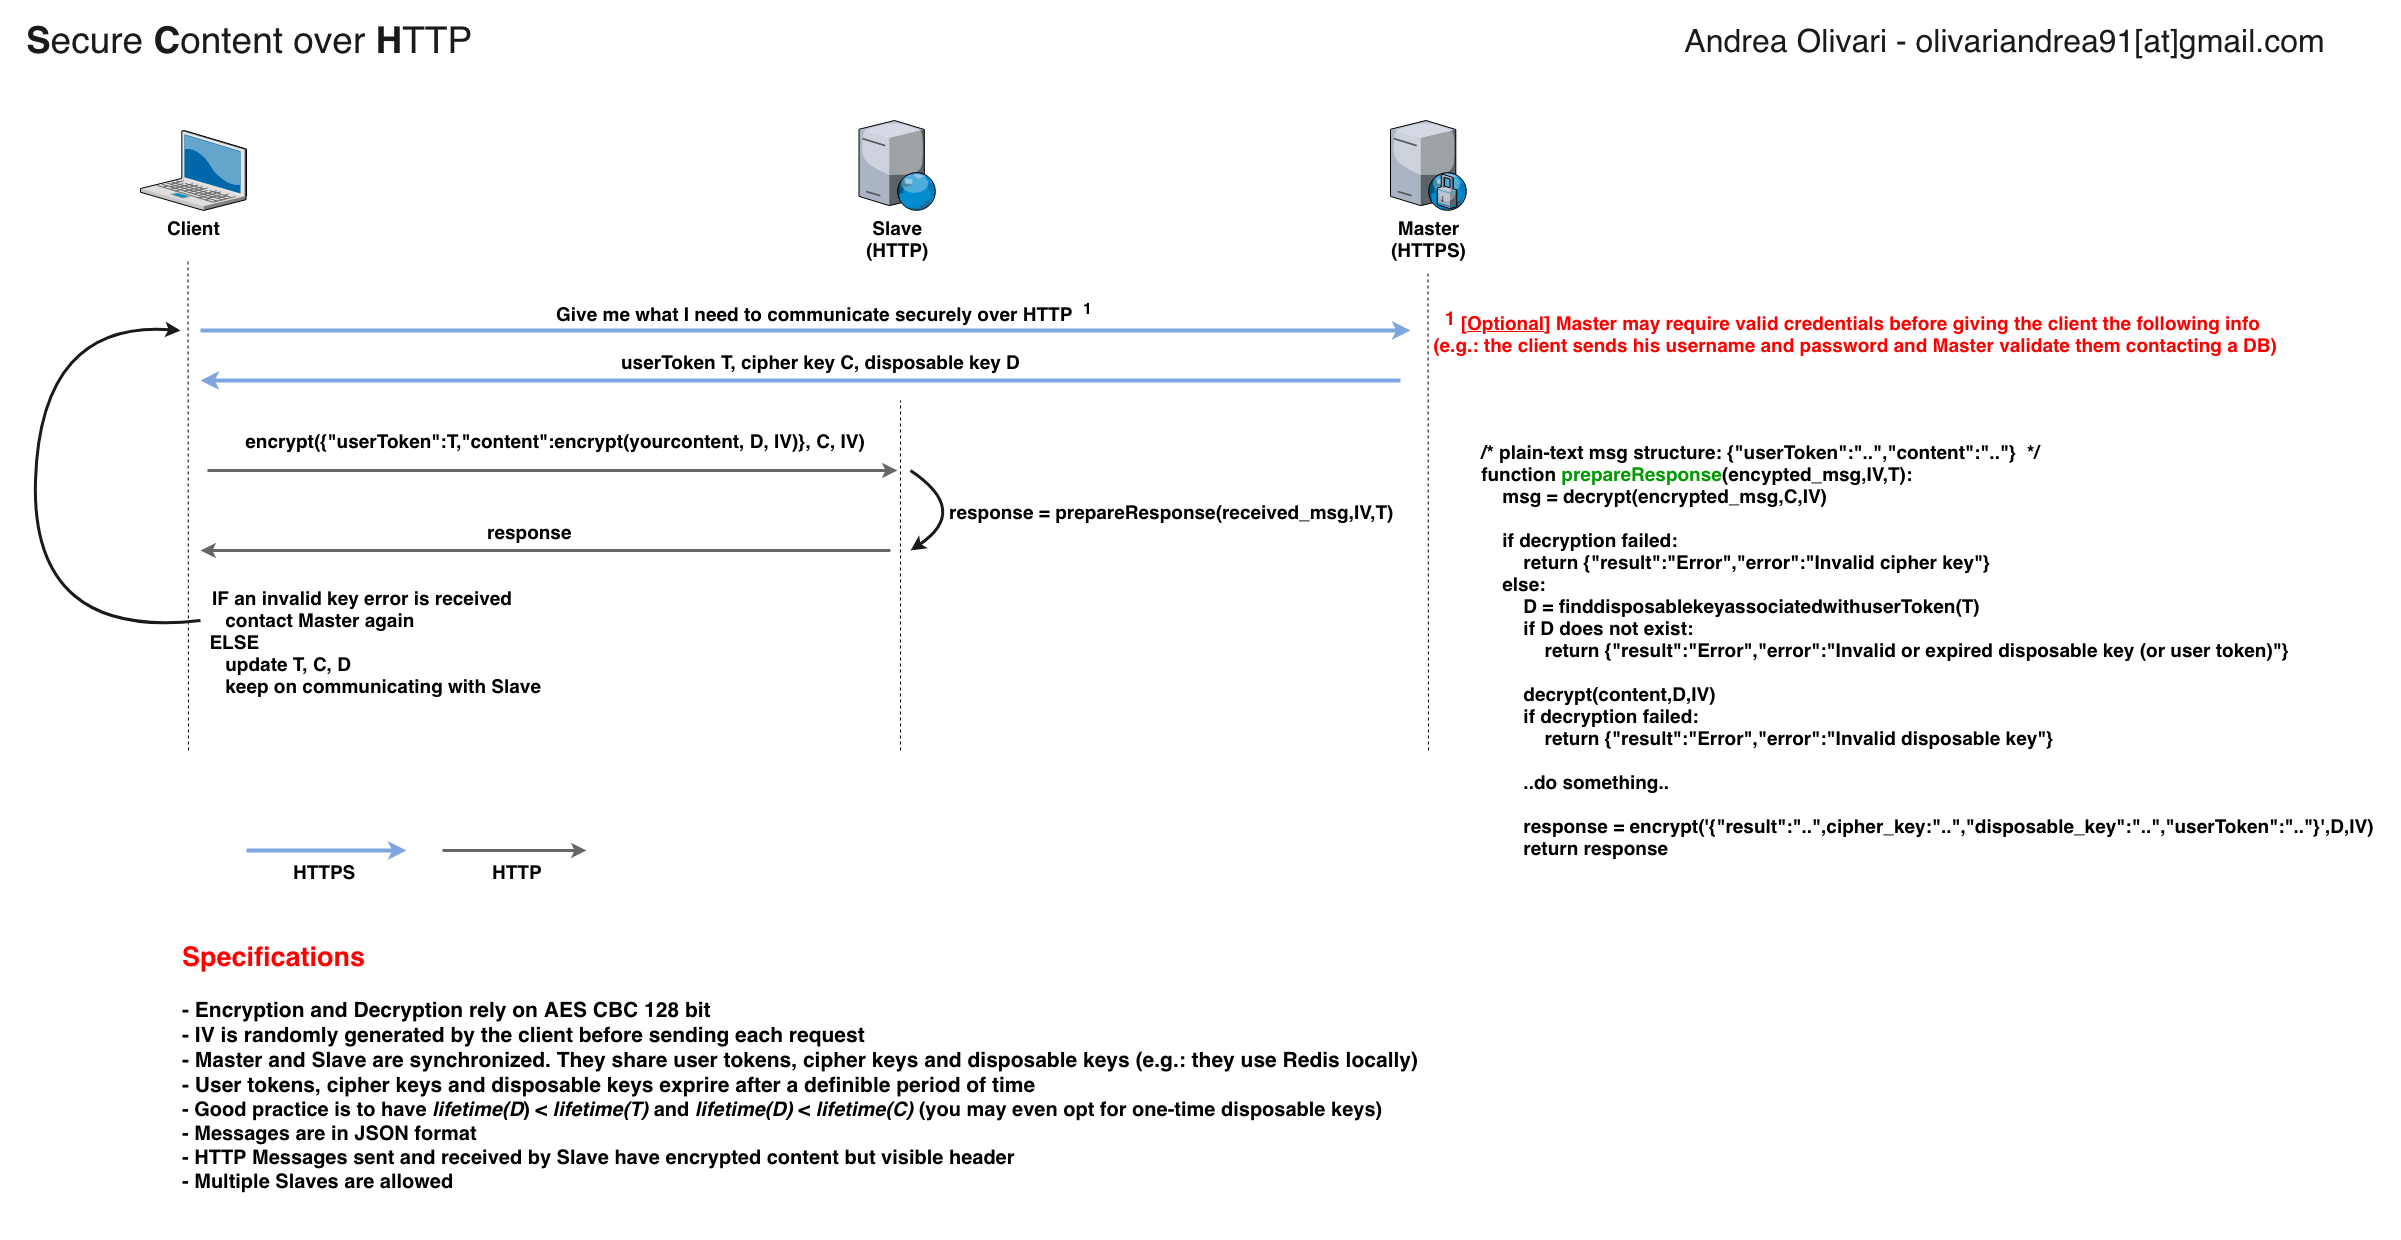 Secure Content over HTTP
Andrea Olivari - olivariandrea91[at]gmail.com
Client
Slave
(HTTP)
Master
(HTTPS)
Give me what I need to communicate securely over HTTP 1
1 [Optional] Master may require valid credentials before giving the client the following info
(e.g.: the client sends his username and password and Master validate them contacting a DB)
userToken T, cipher key C, disposable key D
encrypt({"userToken":T,"content":encrypt(yourcontent, D, IV)}, C, IV)
response = prepareResponse(received_msg,IV,T)
response
IF an invalid key error is received
contact Master again
ELSE
update T, C, D
keep on communicating with Slave
/* plain-text msg structure: {"userToken":"..","content":".."} */
function prepareResponse(encypted_msg,IV,T):
msg = decrypt(encrypted_msg,C,IV)
if decryption failed:
return {"result":"Error","error":"Invalid cipher key"}
else:
D = finddisposablekeyassociatedwithuserToken(T)
if D does not exist:
return {"result":"Error","error":"Invalid or expired disposable key (or user token)"}
decrypt(content,D,IV)
if decryption failed:
return {"result":"Error","error":"Invalid disposable key"}
..do something..
response = encrypt('{"result":"..",cipher_key:"..","disposable_key":"..","userToken":".."}',D,IV)
return response
HTTPS
HTTP
Specifications
- Encryption and Decryption rely on AES CBC 128 bit
- IV is randomly generated by the client before sending each request
- Master and Slave are synchronized. They share user tokens, cipher keys and disposable keys (e.g.: they use Redis locally)
- User tokens, cipher keys and disposable keys exprire after a definible period of time
- Good practice is to have lifetime(D) < lifetime(T) and lifetime(D) < lifetime(C) (you may even opt for one-time disposable keys)
- Messages are in JSON format
- HTTP Messages sent and received by Slave have encrypted content but visible header
- Multiple Slaves are allowed